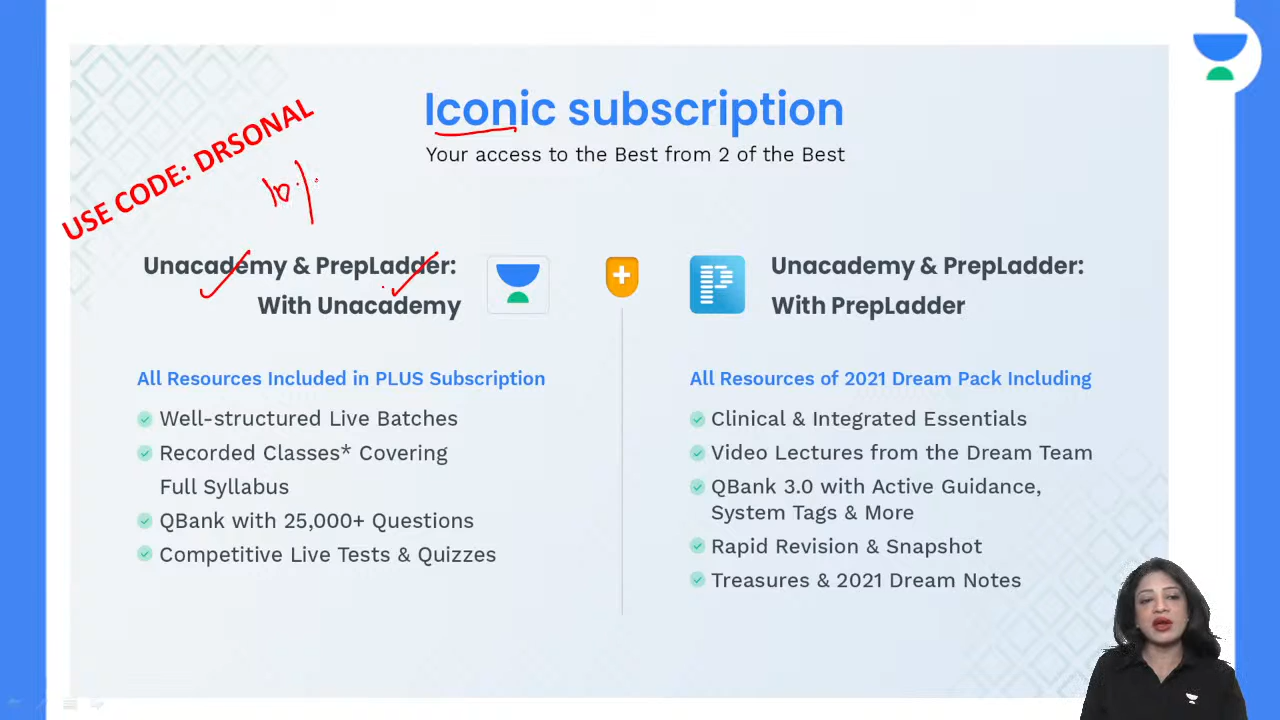 Iconic subscription
Your access to the Best from 2 of the Best
USE CODE: DRSONAL
10%
Unacademy & PrepLadder:
With Unacademy
All Resources Included in PLUS Subscription
Well-structured Live Batches
Recorded Classes* Covering
Full Syllabus
QBank with 25,000+ Questions
Competitive Live Tests & Quizzes
Unacademy & PrepLadder:
With PrepLadder
All Resources of 2021 Dream Pack Including
Clinical & Integrated Essentials
Video Lectures from the Dream Team
QBank 3.0 with Active Guidance,
System Tags & More
Rapid Revision & Snapshot
Treasures & 2021 Dream Notes